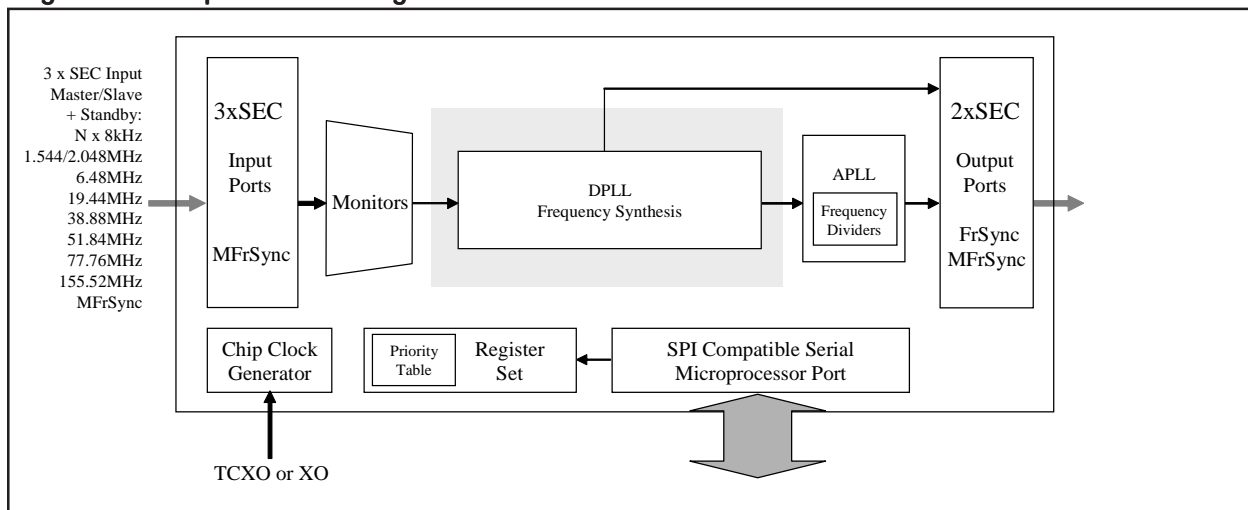 3 x SEC Input
Master/Slave
+ Standby:
N x 8kHz
1.544/2.048MHz
6.48MHz
19.44MHz
38.88MHz
51.84MHz
77.76MHz
155.52MHz
MFrSync
3xSEC
Input
Ports
MFrSync
Monitors
DPLL
Frequency Synthesis
APLL
Frequency
Dividers
2xSEC
Output
Ports
FrSync
MFrSync
Chip Clock
Generator
Priority
Table
Register
Set
SPI Compatible Serial
Microprocessor Port
TCXO or XO